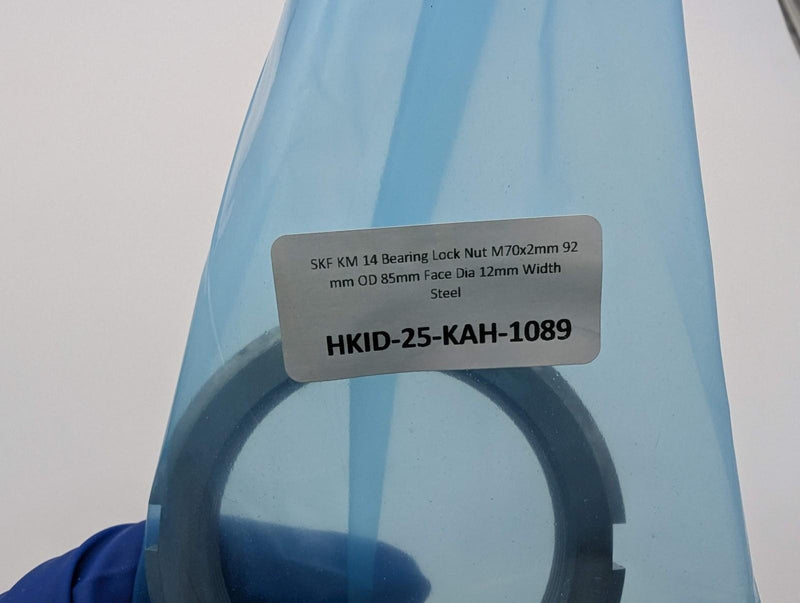 SKF KM 14 Bearing Lock Nut M70x2mm 92
mm OD 85mm Face Dia 12mm Width
Steel
HKID-25-KAH-1089